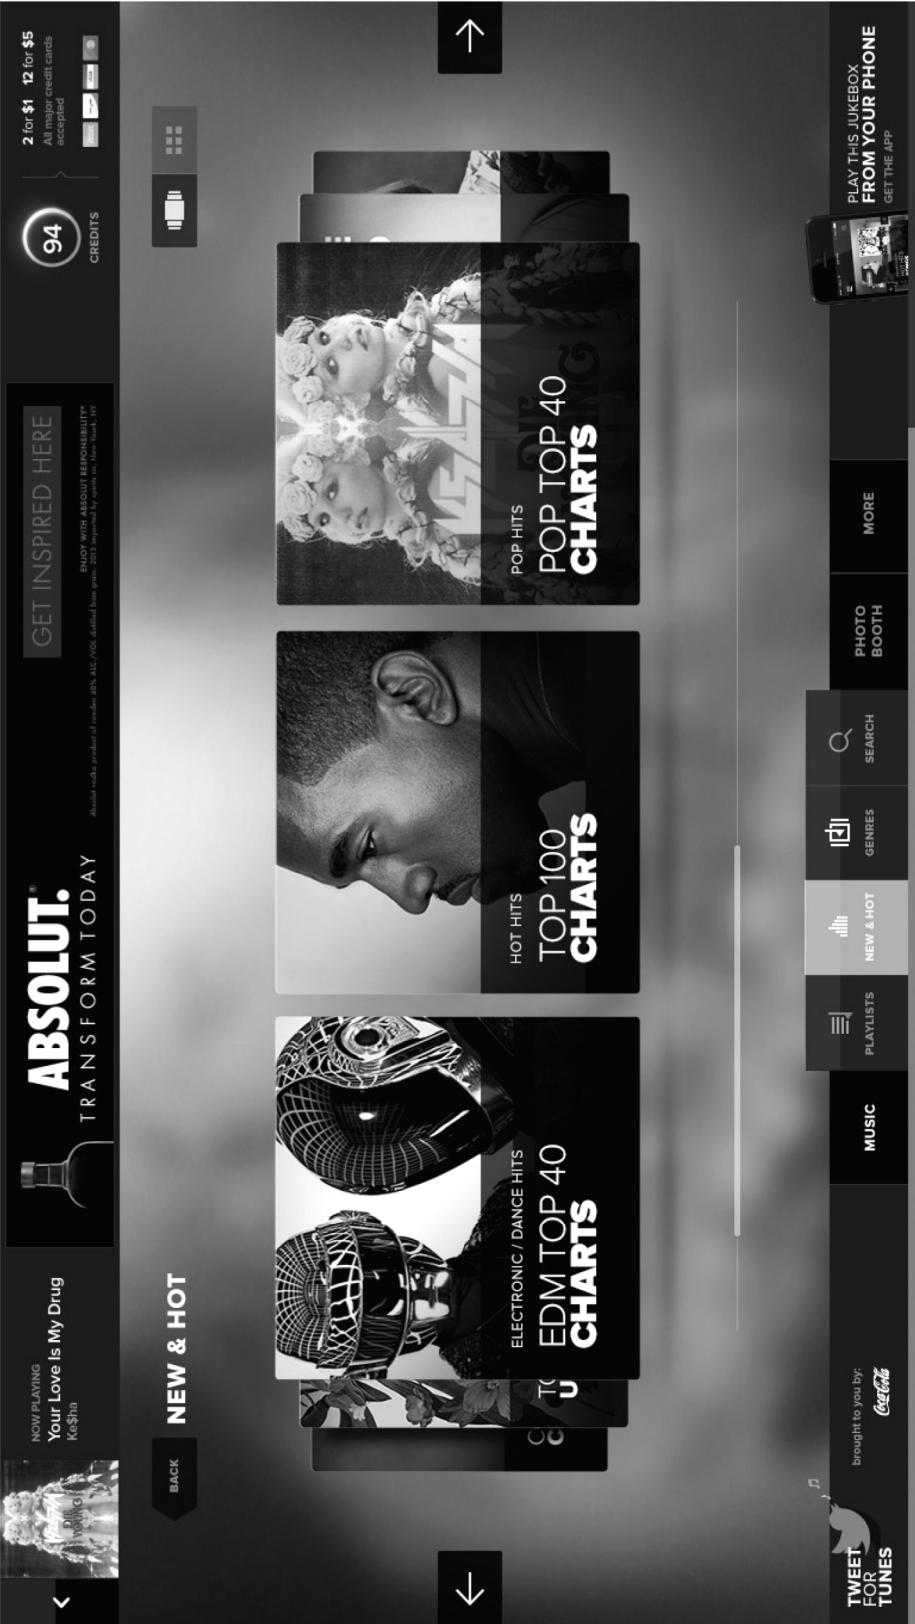 NOW PLAYING
Your Love Is My Drug
Ke$ha
ABSOLUT.®
TRANSFORM TODAY
GET INSPIRED HERE
ENJOY WITH ABSOLUT RESPONSIBILITY®
94
CREDITS
2 for $1 12 for $5
All major credit cards
accepted
BACK
NEW & HOT
ELECTRONIC / DANCE HITS
EDM TOP 40
CHARTS
HOT HITS
TOP 100
CHARTS
POP HITS
POP TOP 40
CHARTS
TWEET
FOR
TUNES
brought to you by:
Coca-Cola
MUSIC
PLAYLISTS
NEW & HOT
GENRES
SEARCH
PHOTO
BOOTH
MORE
PLAY THIS JUKEBOX
FROM YOUR PHONE
GET THE APP